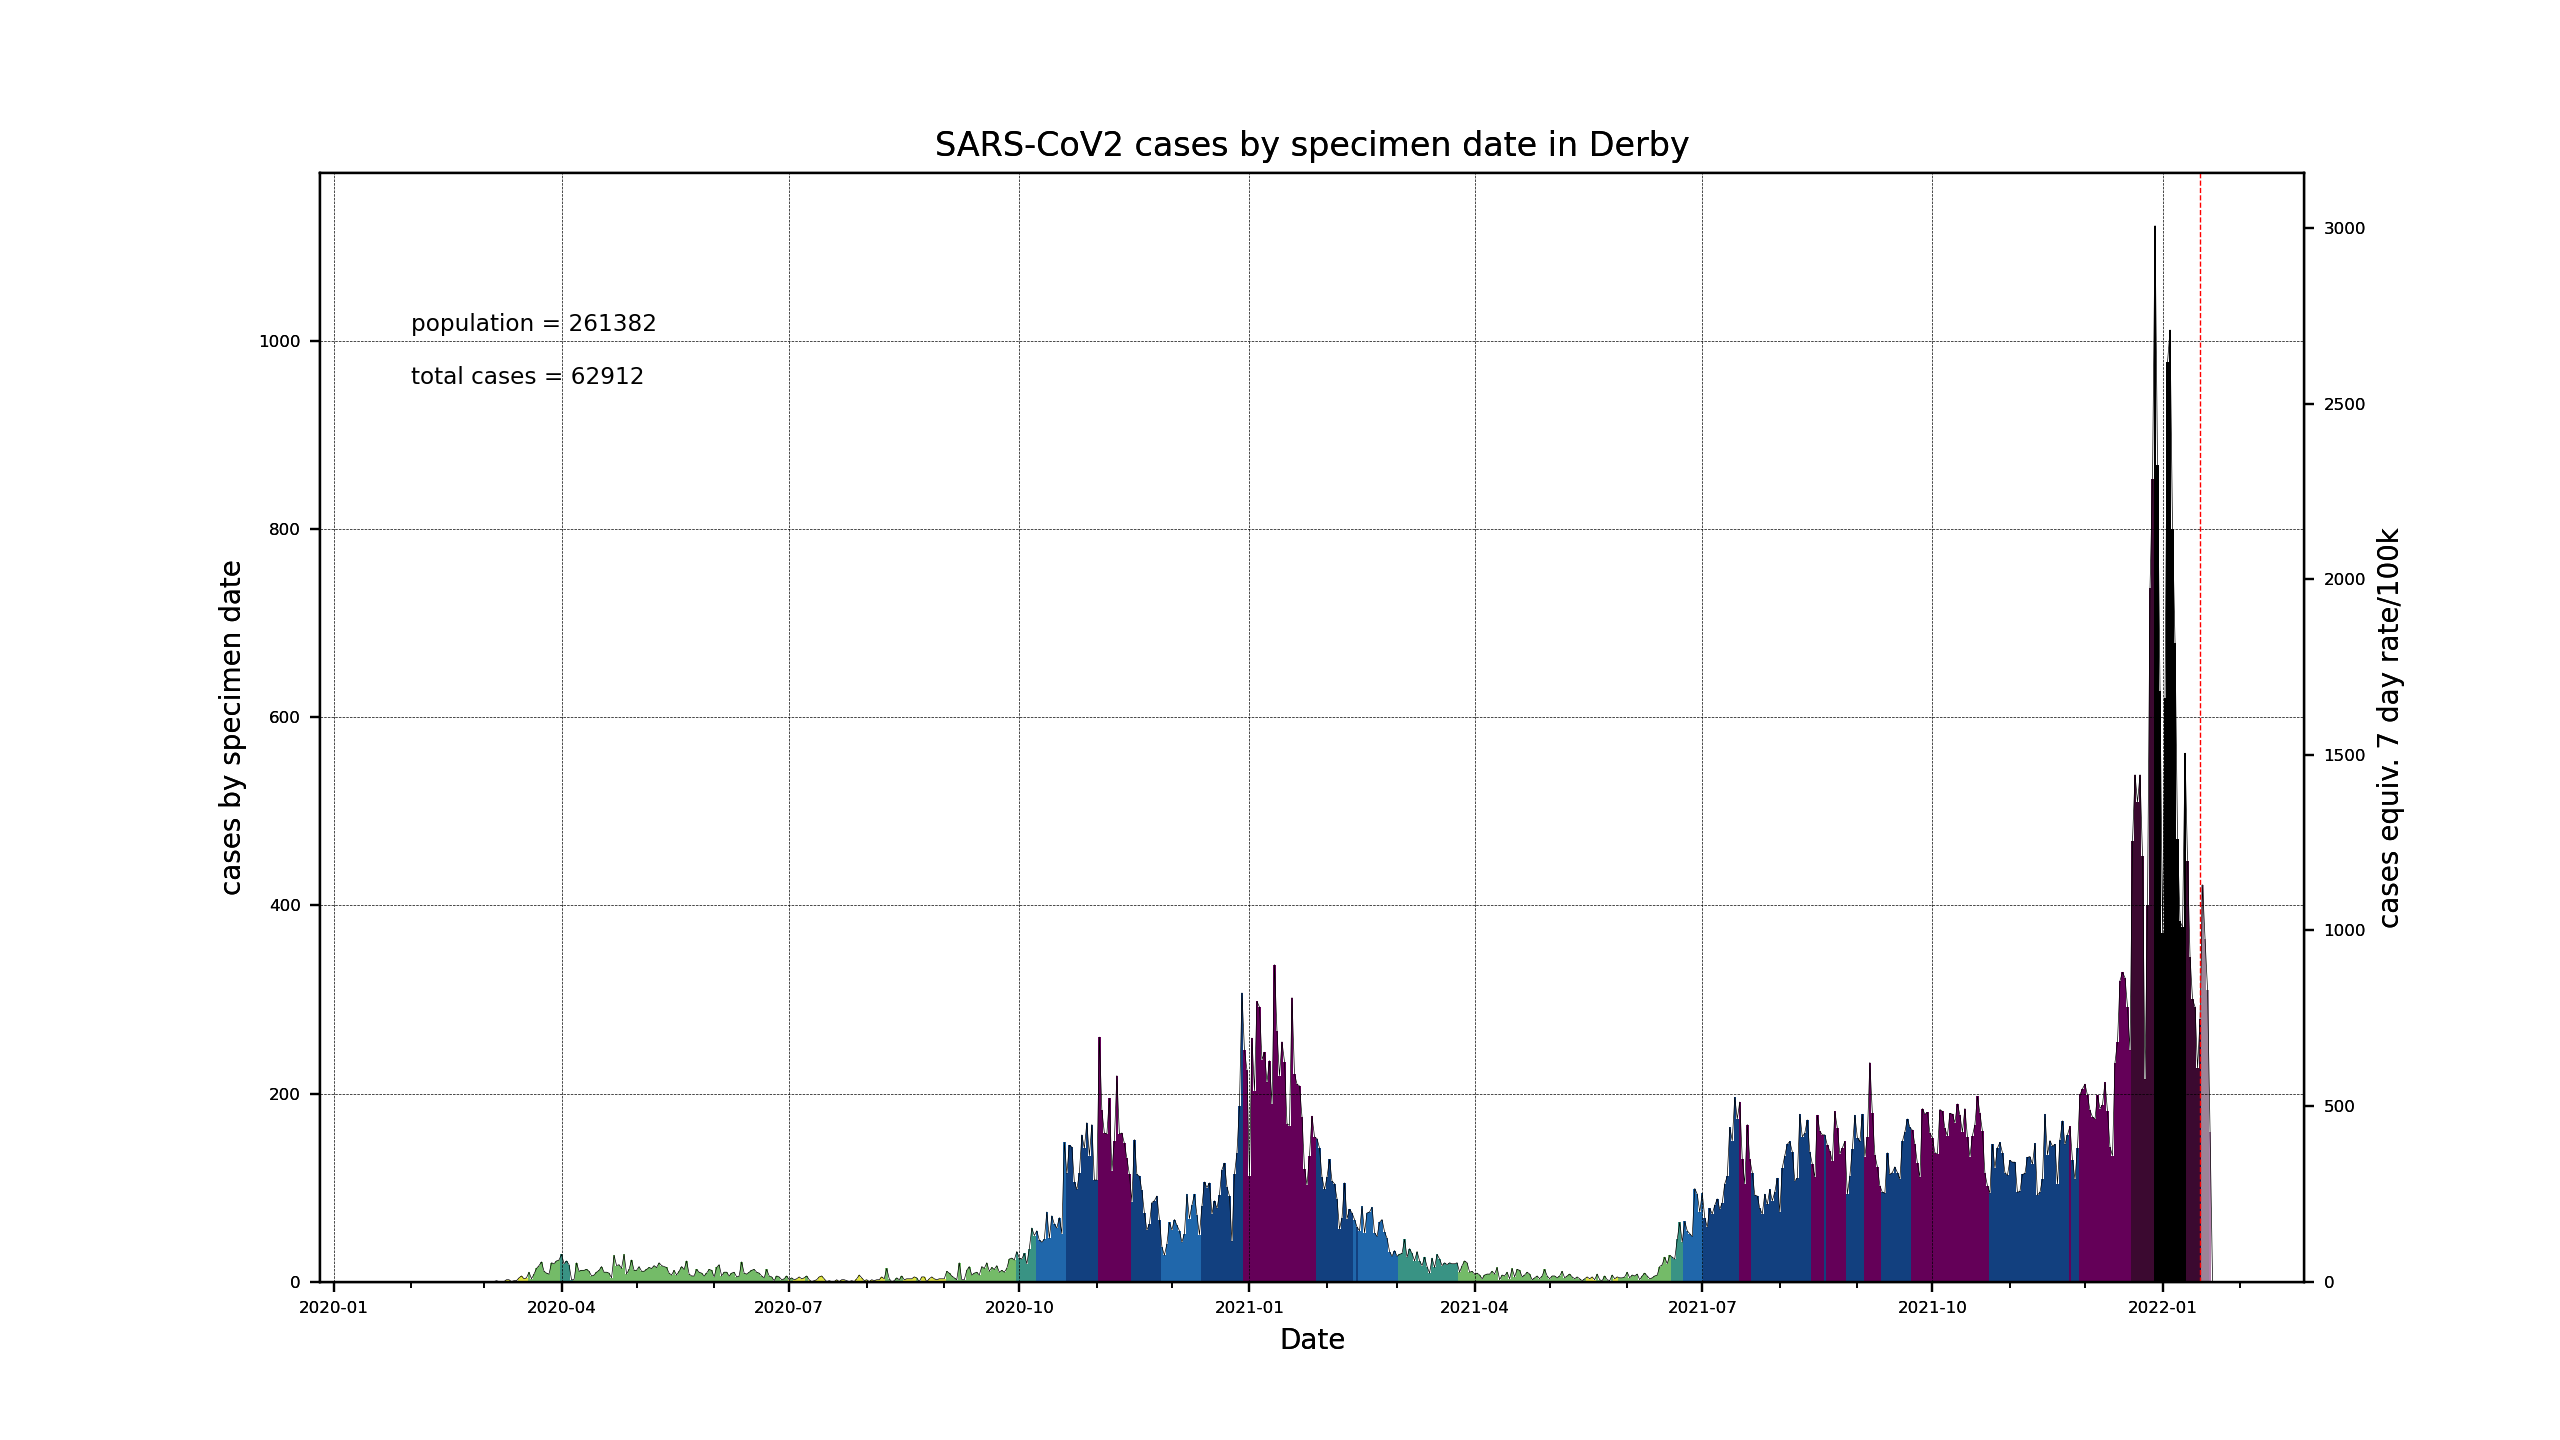 SARS-CoV2 cases by specimen date in Derby
population = 261382
total cases = 62912
cases by specimen date
1000
800
600
400
200
0
3000
2500
2000
1500
1000
500
0
cases equiv. 7 day rate/100k
2020-01 2020-04 2020-07 2020-10 2021-01 2021-04 2021-07 2021-10 2022-01
Date